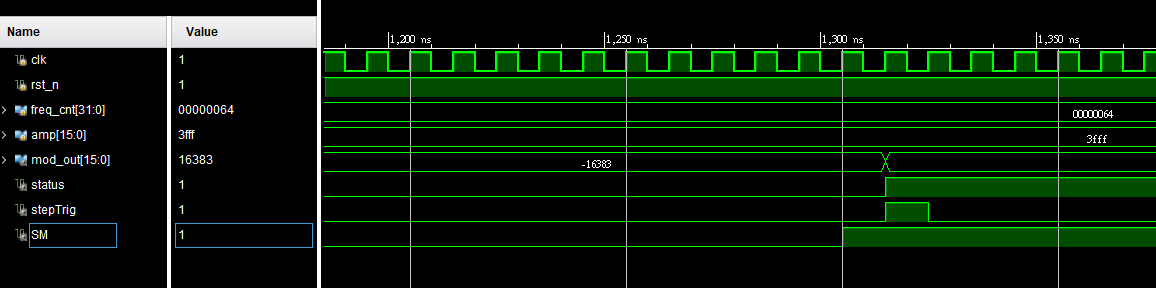 Name Value
1,200 ns 1,250 ns 1,300 ns 1,350 ns
clk 1
rst_n 1
freq_cnt[31:0] 00000064 00000064
amp[15:0] 3fff 3fff
mod_out[15:0] 16383 -16383
status 1
stepTrig 1
SM 1